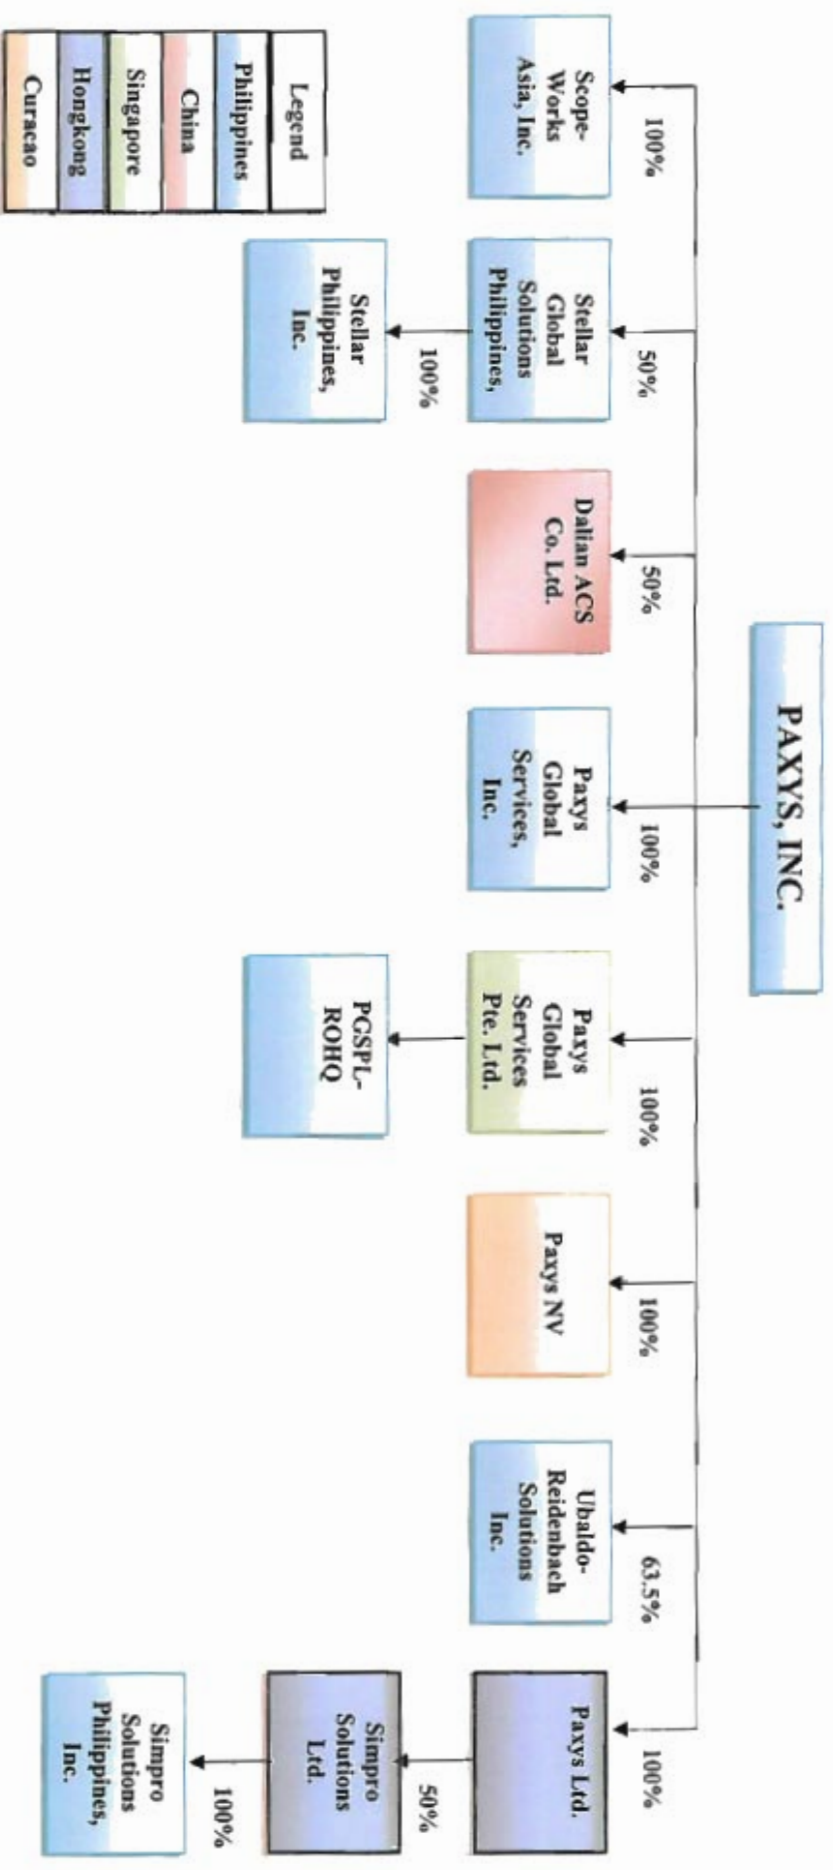 PAXYS, INC.
100%
50%
50%
100%
100%
100%
63.5%
100%
Scope-
Works
Asia, Inc.
Stellar
Global
Solutions
Philippines,
Dalian ACS
Co. Ltd.
Paxys
Global
Services,
Inc.
Paxys
Global
Services
Pte. Ltd.
Paxys NV
Ubaldo-
Reidenbach
Solutions
Inc.
Paxys Ltd.
100%
50%
Stellar
Philippines,
Inc.
PGSPL-
ROHQ
Simpro
Solutions
Ltd.
100%
Simpro
Solutions
Philippines,
Inc.
Legend
Philippines
China
Singapore
Hongkong
Curacao